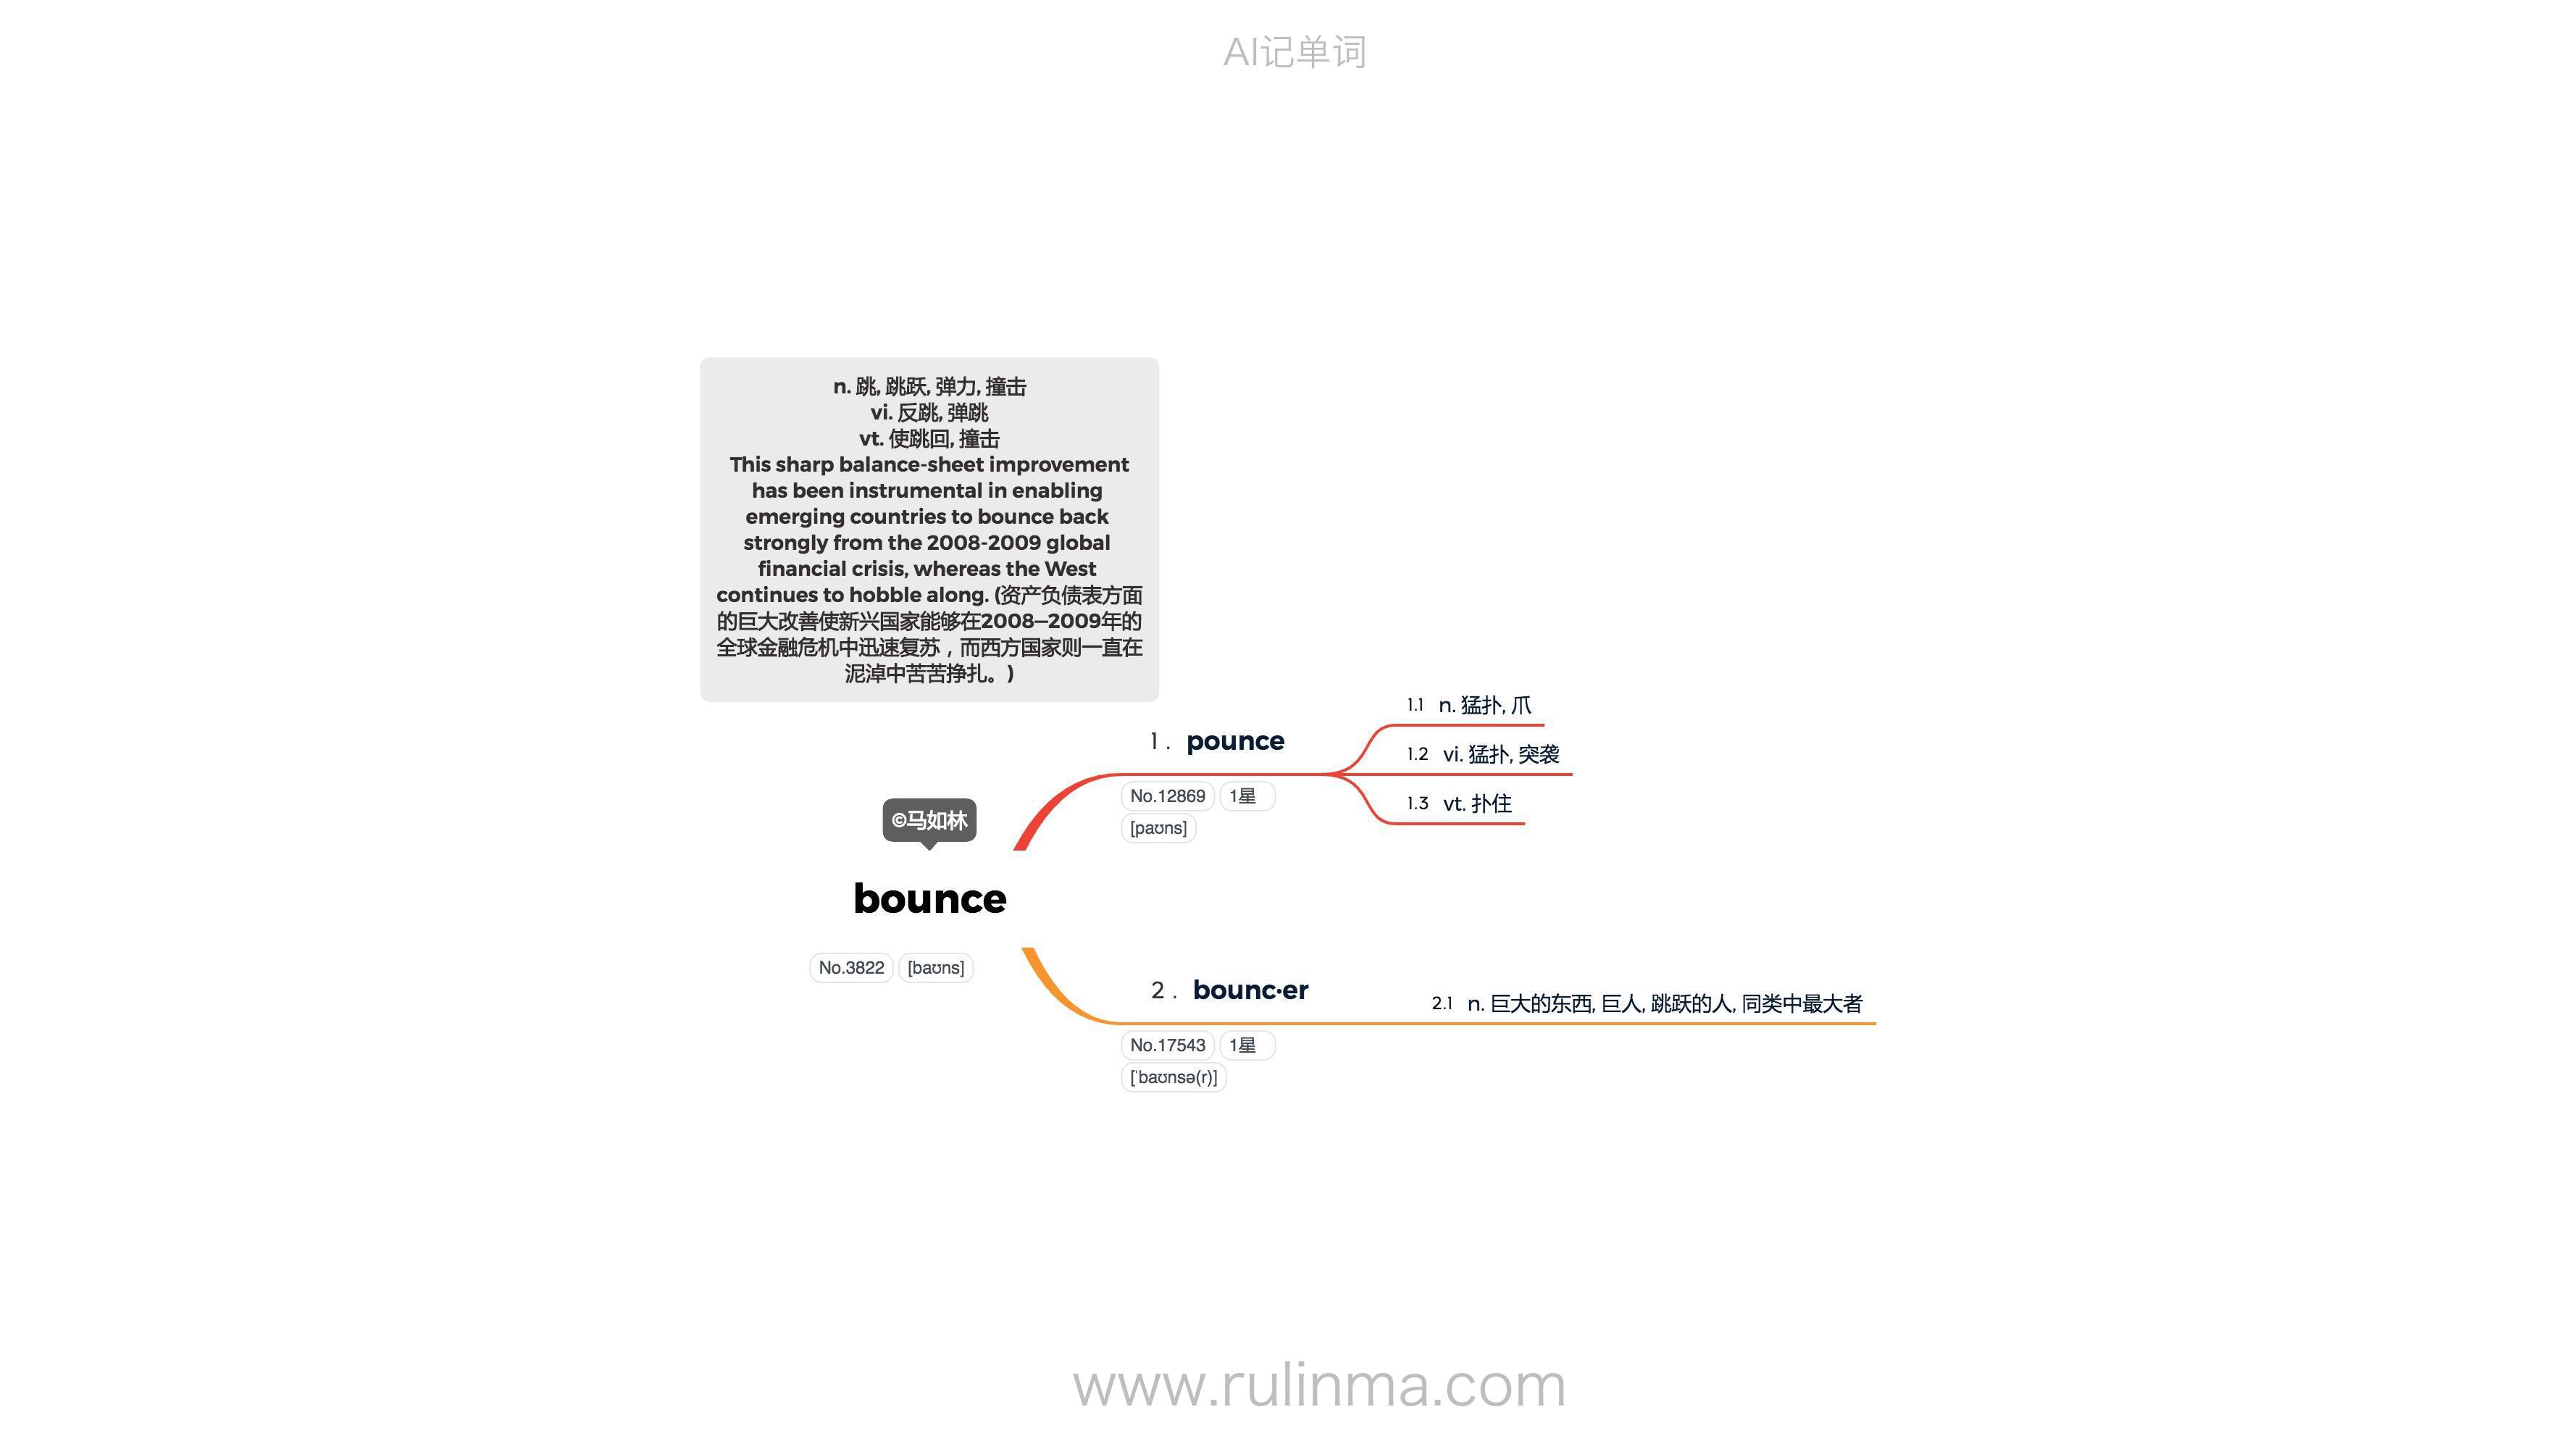 AI记单词
n. 跳, 跳跃, 弹力, 撞击
vi. 反跳, 弹跳
vt. 使跳回, 撞击
This sharp balance-sheet improvement
has been instrumental in enabling
emerging countries to bounce back
strongly from the 2008-2009 global
financial crisis, whereas the West
continues to hobble along. (资产负债表方面
的巨大改善使新兴国家能够在2008—2009年的
全球金融危机中迅速复苏，而西方国家则一直在
泥淖中苦苦挣扎。)
©马如林
bounce
No.3822 [baʊns]
1. pounce
No.12869 1星
[paʊns]
1.1 n. 猛扑, 爪
1.2 vi. 猛扑, 突袭
1.3 vt. 扑住
2. bounc·er
No.17543 1星
[ˈbaʊnsə(r)]
2.1 n. 巨大的东西, 巨人, 跳跃的人, 同类中最大者
www.rulinma.com